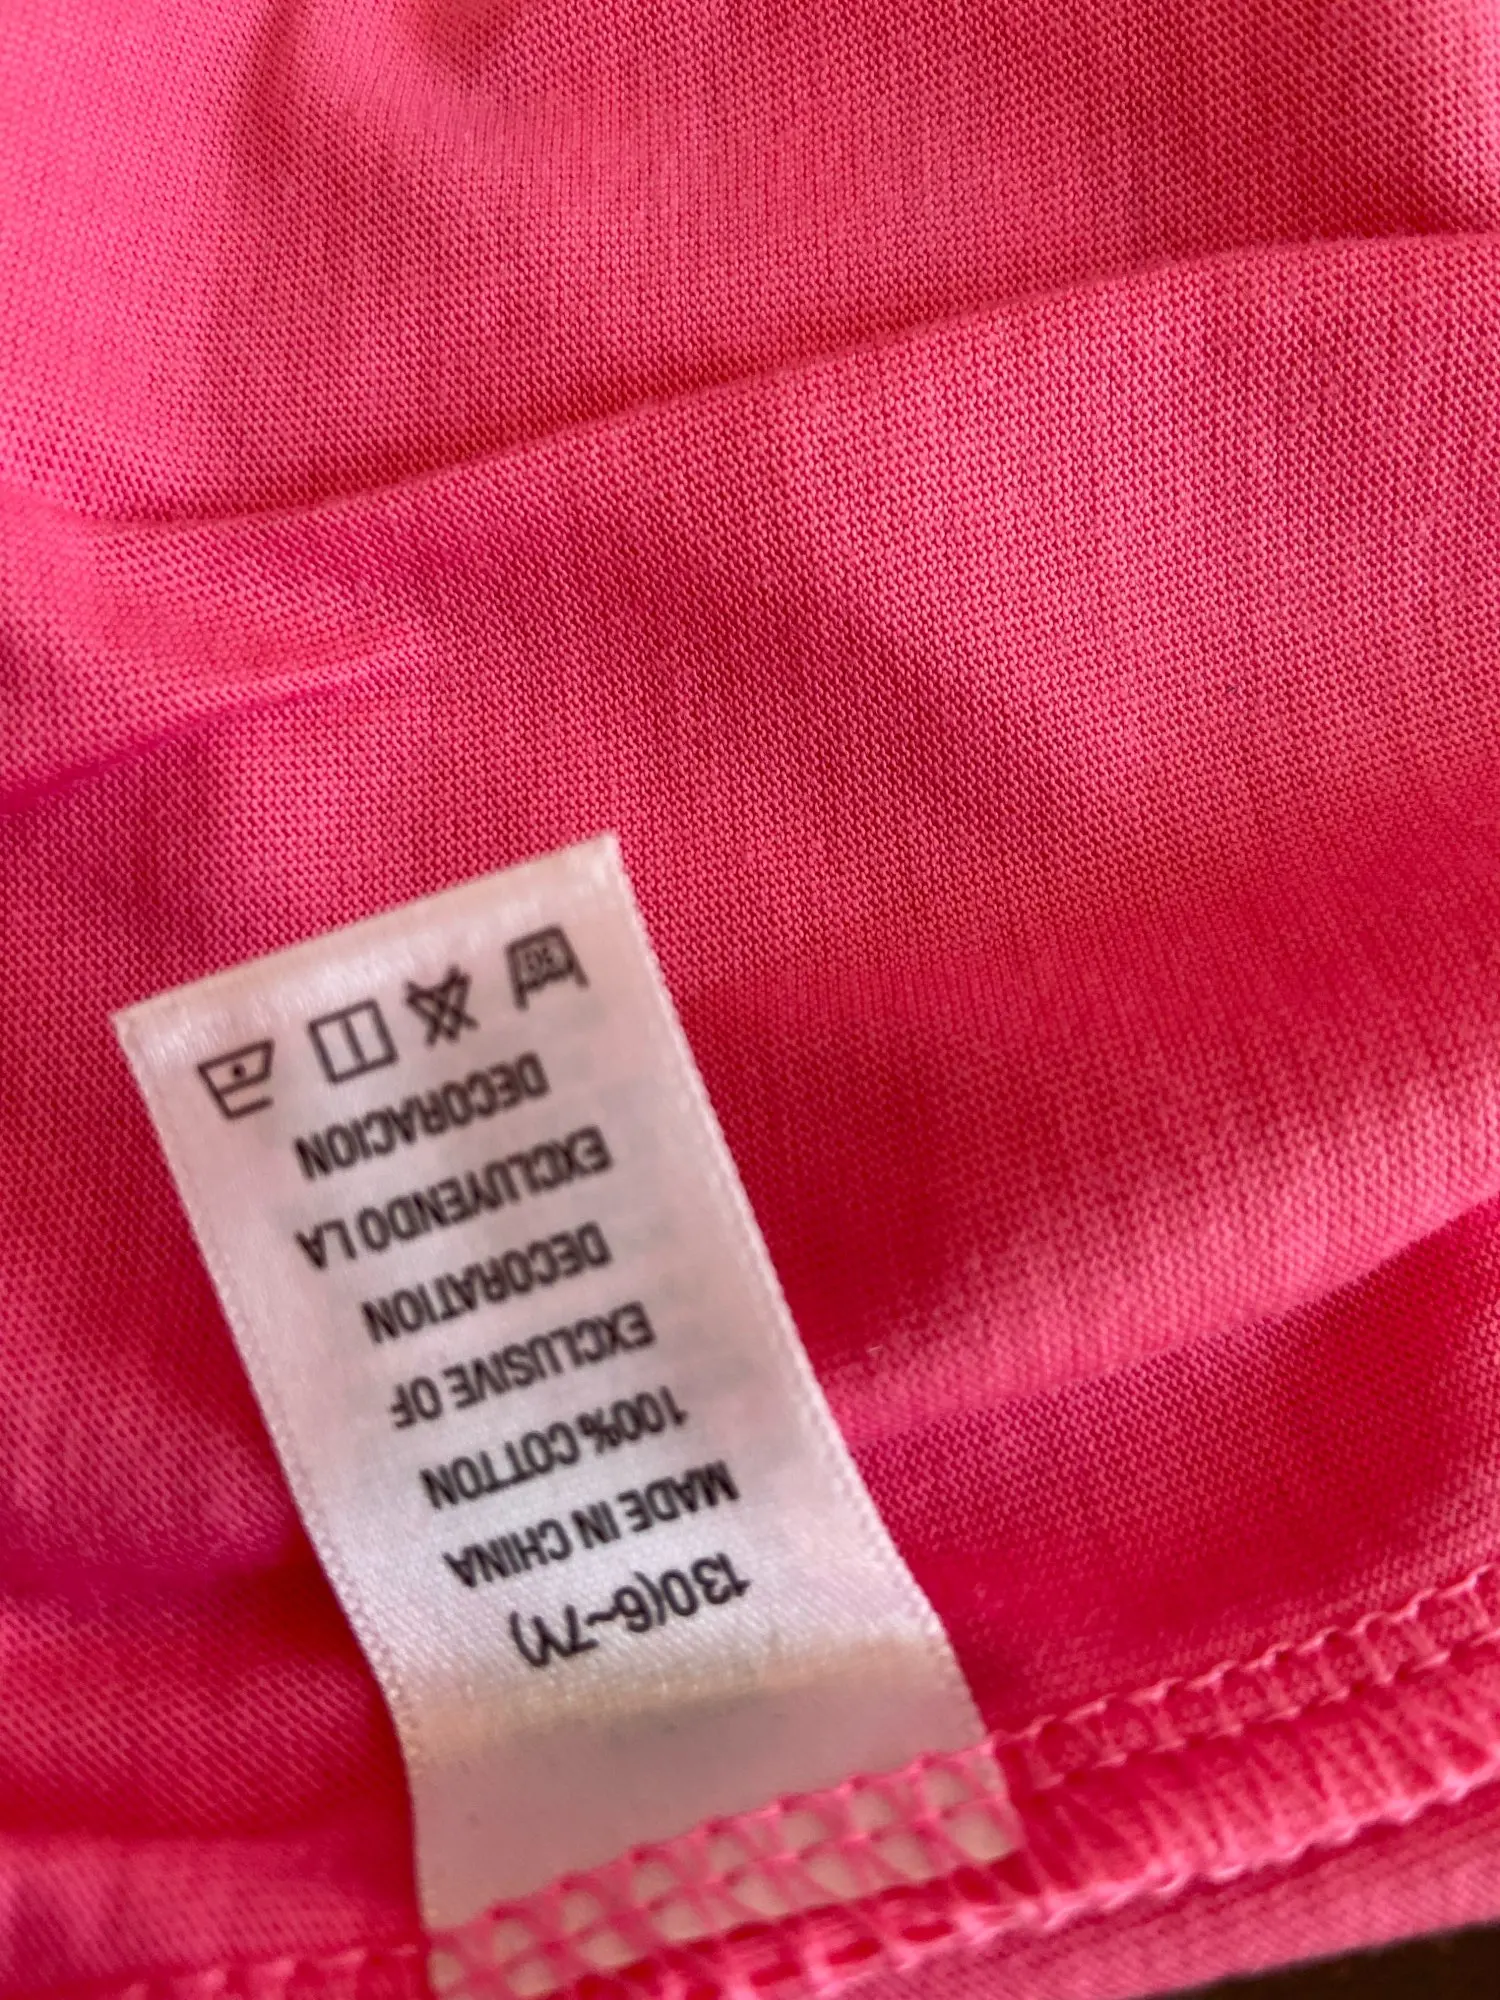 130(6~7Y)
MADE IN CHINA
100% COTTON
EXCLUSIVE OF
DECORATION
EXCLUYENDO LA
DECORACION